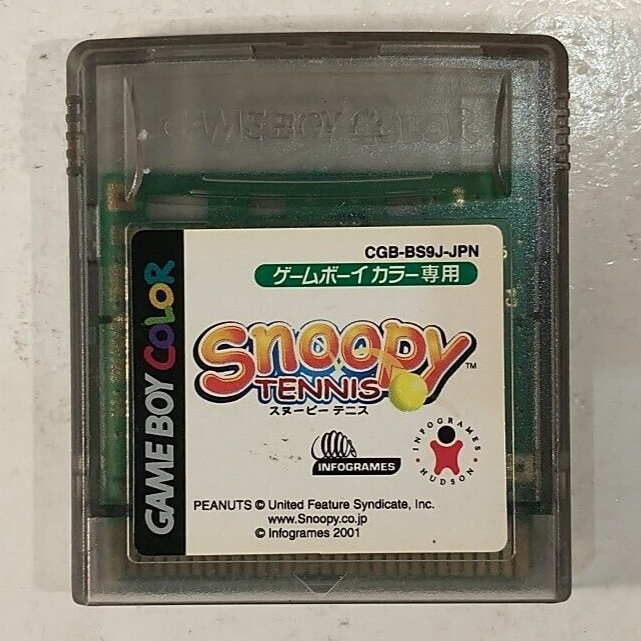 GAME BOY COLOR
CGB-BS9J-JPN
ゲームボーイカラー専用
GAME BOY COLOR
Snoopy
TENNIS
™
スヌーピー テニス
INFOGRAMES
INFOGRAMES
HUDSON
PEANUTS © United Feature Syndicate, Inc.
www.Snoopy.co.jp
© Infogrames 2001